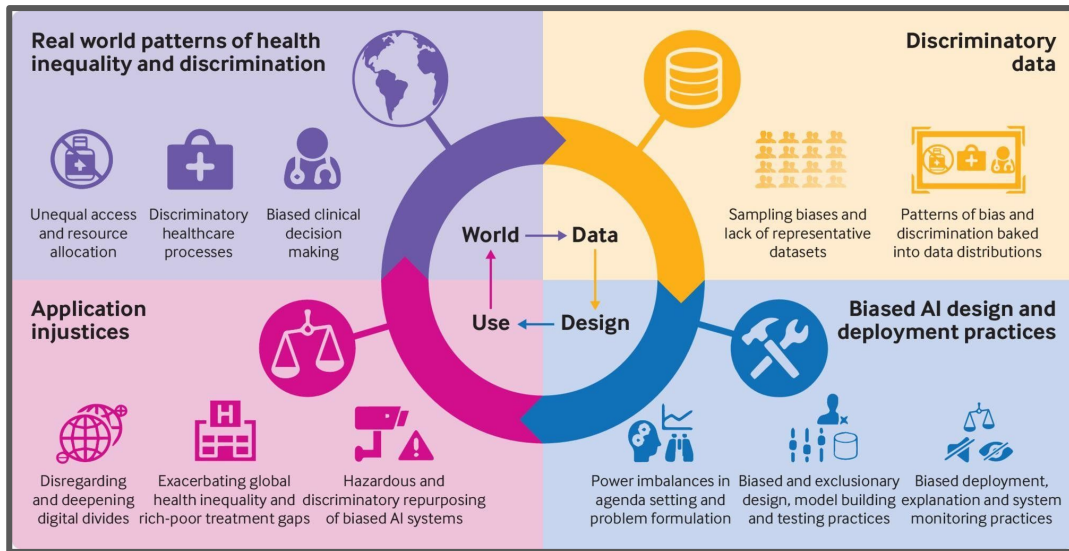 Real world patterns of health
inequality and discrimination
Unequal access
and resource
allocation
Discriminatory
healthcare
processes
Biased clinical
decision
making
Discriminatory
data
Sampling biases and
lack of representative
datasets
Patterns of bias and
discrimination baked
into data distributions
World
Data
Use
Design
Application
injustices
H
Disregarding
and deepening
digital divides
Exacerbating global
health inequality and
rich-poor treatment gaps
Hazardous and
discriminatory repurposing
of biased AI systems
Biased AI design and
deployment practices
Power imbalances in
agenda setting and
problem formulation
Biased and exclusionary
design, model building
and testing practices
Biased deployment,
explanation and system
monitoring practices